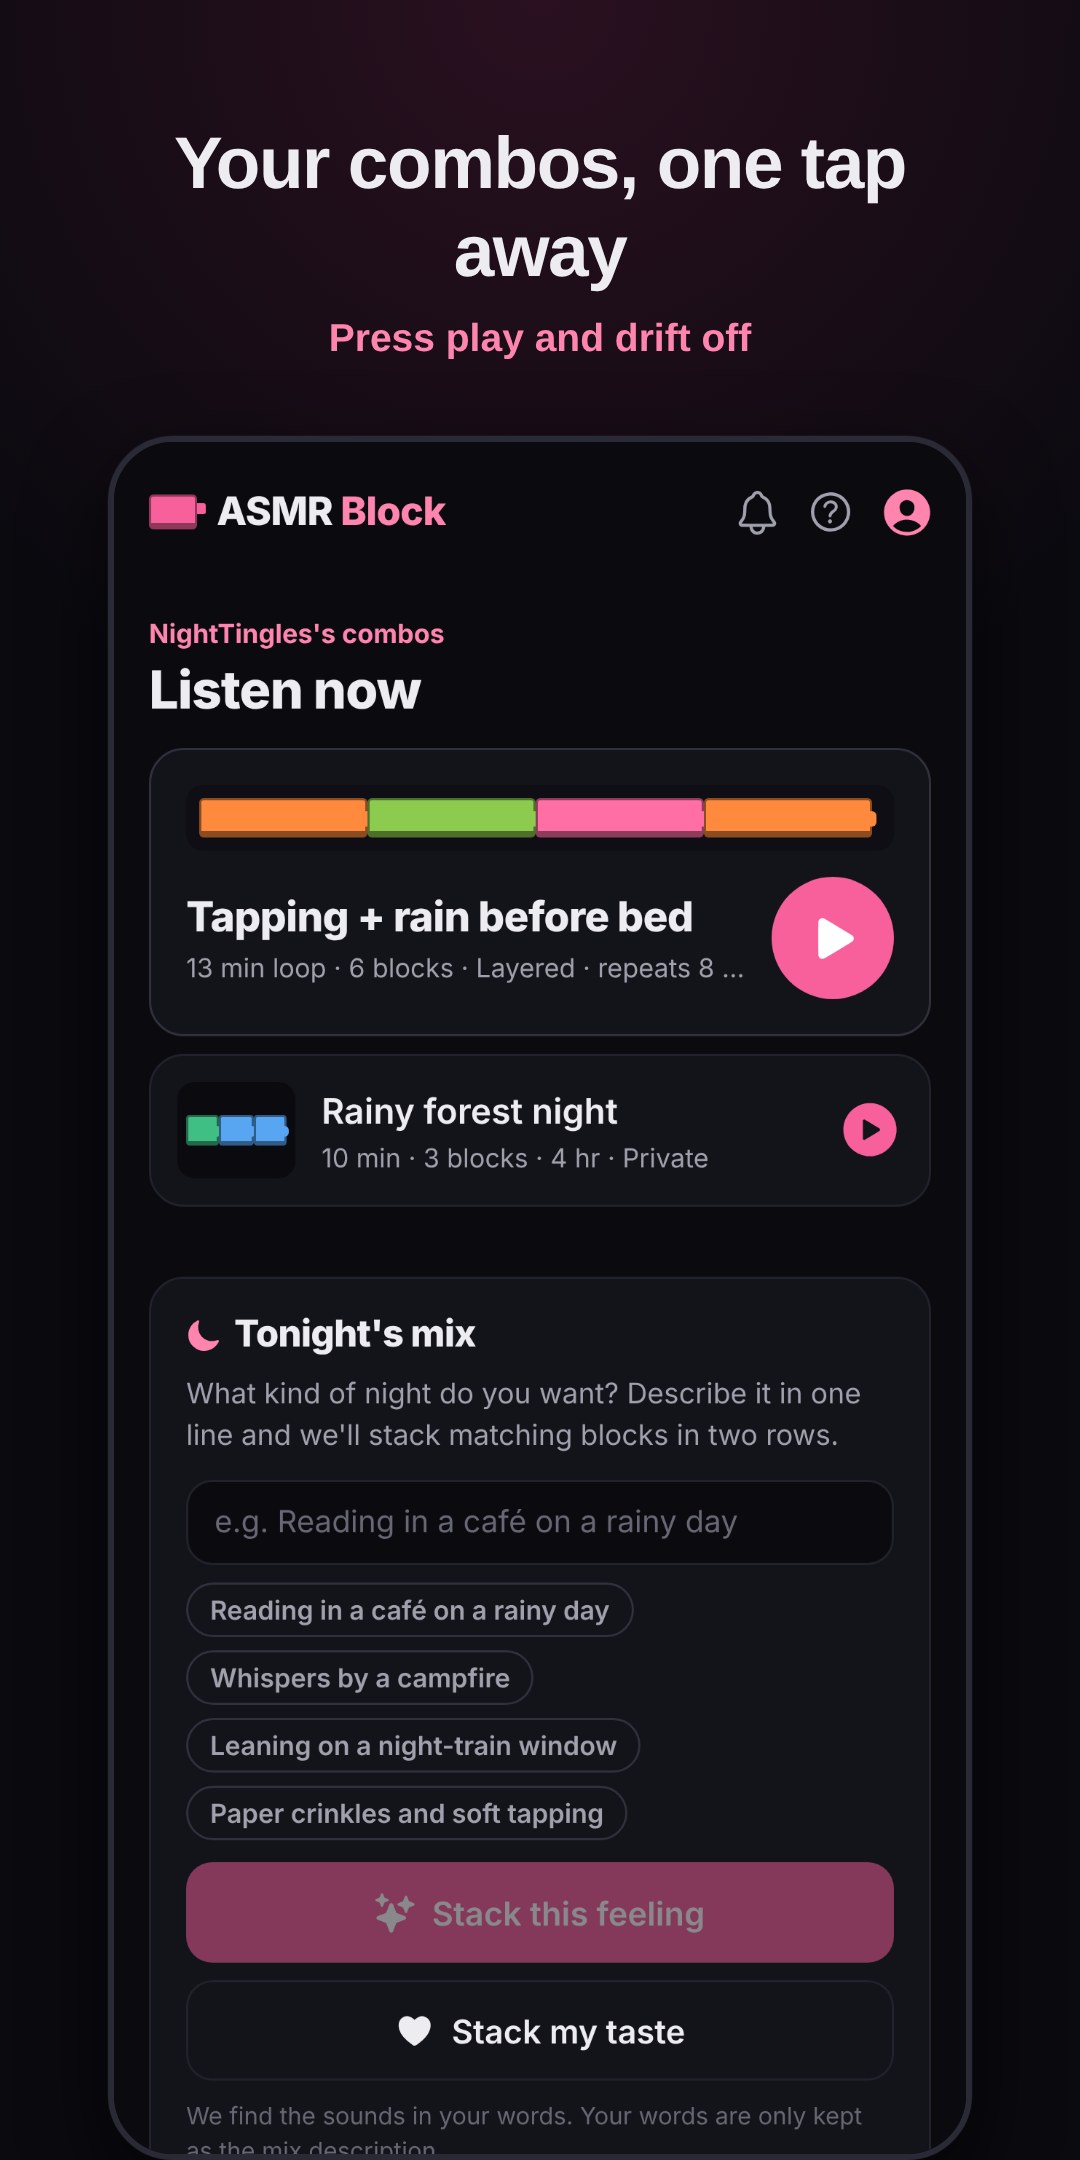 Your combos, one tap
away
Press play and drift off
ASMR Block
NightTingles's combos
Listen now
Tapping + rain before bed
13 min loop · 6 blocks · Layered · repeats 8 ...
Rainy forest night
10 min · 3 blocks · 4 hr · Private
Tonight's mix
What kind of night do you want? Describe it in one
line and we'll stack matching blocks in two rows.
e.g. Reading in a café on a rainy day
Reading in a café on a rainy day
Whispers by a campfire
Leaning on a night-train window
Paper crinkles and soft tapping
Stack this feeling
Stack my taste
We find the sounds in your words. Your words are only kept
as the mix description.